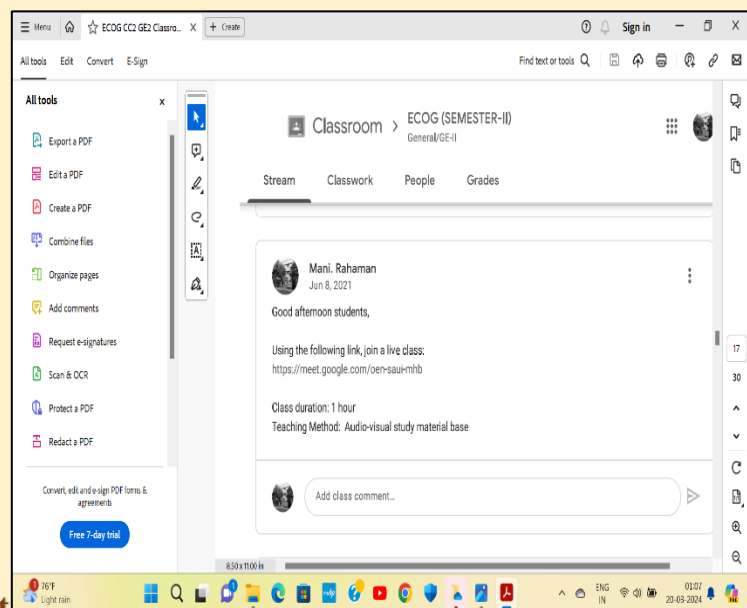 Menu
ECOG CC2 GE2 Classro..
X
+ Create
Sign in
All tools
Edit
Convert
E-Sign
Find text or tools
All tools
x
Export a PDF
Edit a PDF
Create a PDF
Combine files
Organize pages
Add comments
Request e-signatures
Scan & OCR
Protect a PDF
Redact a PDF
Convert, edit and e-sign PDF forms &
agreements
Free 7-day trial
Classroom > ECOG (SEMESTER-II)
General/GE-II
Stream
Classwork
People
Grades
Mani. Rahaman
Jun 8, 2021
Good afternoon students,
Using the following link, join a live class:
https://meet.google.com/oen-saui-mhb
Class duration: 1 hour
Teaching Method: Audio-visual study material base
Add class comment...
8.50 x 11.00 in
17
30
76°F
Light rain
ENG
IN
01:07
20-03-2024